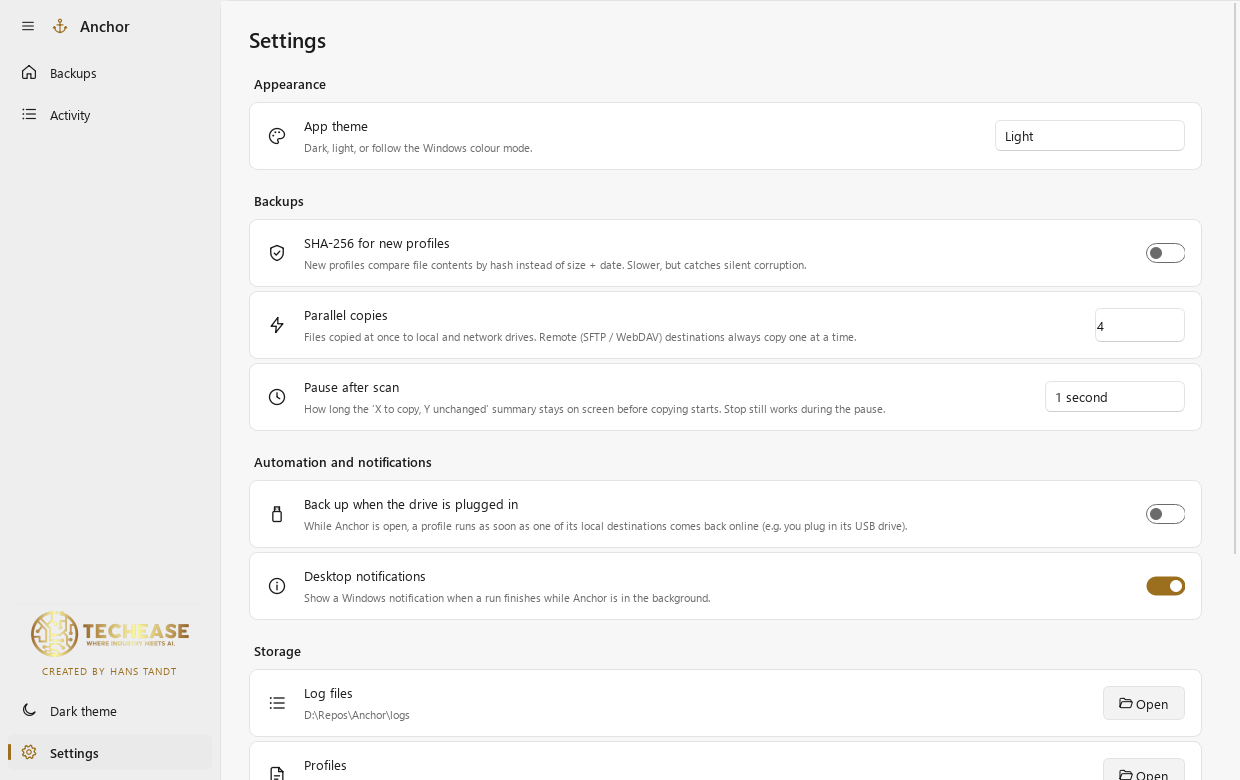 Anchor
Backups
Activity
TECHEASE
WHERE INDUSTRY MEETS AI.
CREATED BY HANS TANDT
Dark theme
Settings
Settings
Appearance
App theme
Dark, light, or follow the Windows colour mode.
Light
Backups
SHA-256 for new profiles
New profiles compare file contents by hash instead of size + date. Slower, but catches silent corruption.
Parallel copies
Files copied at once to local and network drives. Remote (SFTP / WebDAV) destinations always copy one at a time.
4
Pause after scan
How long the 'X to copy, Y unchanged' summary stays on screen before copying starts. Stop still works during the pause.
1 second
Automation and notifications
Back up when the drive is plugged in
While Anchor is open, a profile runs as soon as one of its local destinations comes back online (e.g. you plug in its USB drive).
Desktop notifications
Show a Windows notification when a run finishes while Anchor is in the background.
Storage
Log files
D:\Repos\Anchor\logs
Open
Profiles
Open